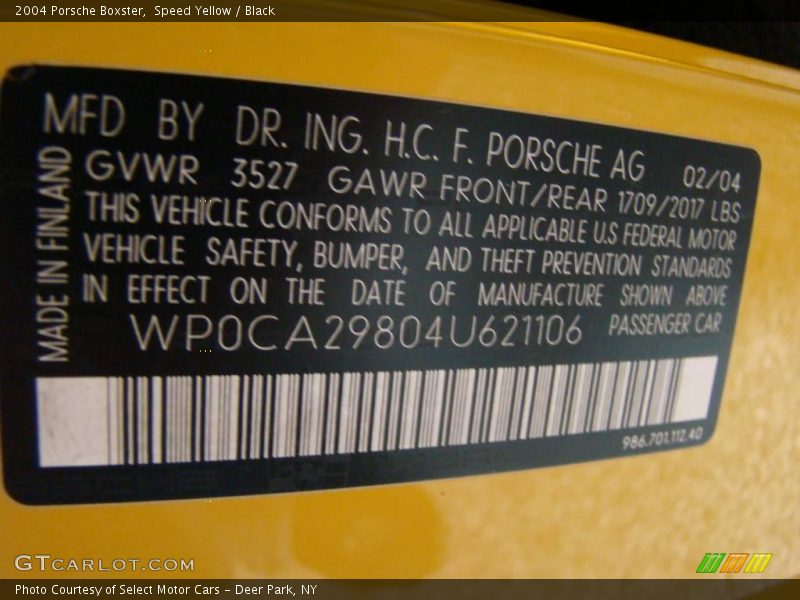 2004 Porsche Boxster,  Speed Yellow / Black
MFD BY DR. ING. H.C. F. PORSCHE AG 02/04
GVWR 3527 GAWR FRONT/REAR 1709/2017 LBS
THIS VEHICLE CONFORMS TO ALL APPLICABLE U.S FEDERAL MOTOR
VEHICLE SAFETY, BUMPER, AND THEFT PREVENTION STANDARDS
IN EFFECT ON THE DATE OF MANUFACTURE SHOWN ABOVE
WP0CA29804U621106 PASSENGER CAR
MADE IN FINLAND
986.701.112.40
GTCARLOT.COM
Photo Courtesy of Select Motor Cars - Deer Park, NY